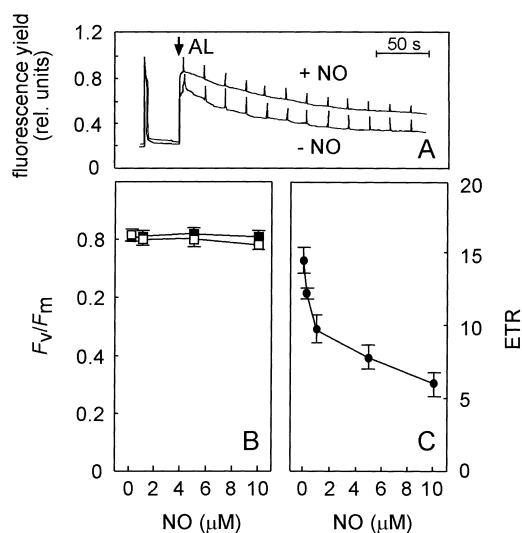 1.2
0.8
0.4
0
fluorescence yield
(rel. units)
AL
50 s
+ NO
- NO
A
0.8
0.2
0.4
0.2
0
Fv/Fm
B
0 2 4 6 8 10
NO (μM)
C
0 2 4 6 8 10
NO (μM)
20
15
10
5
0
ETR